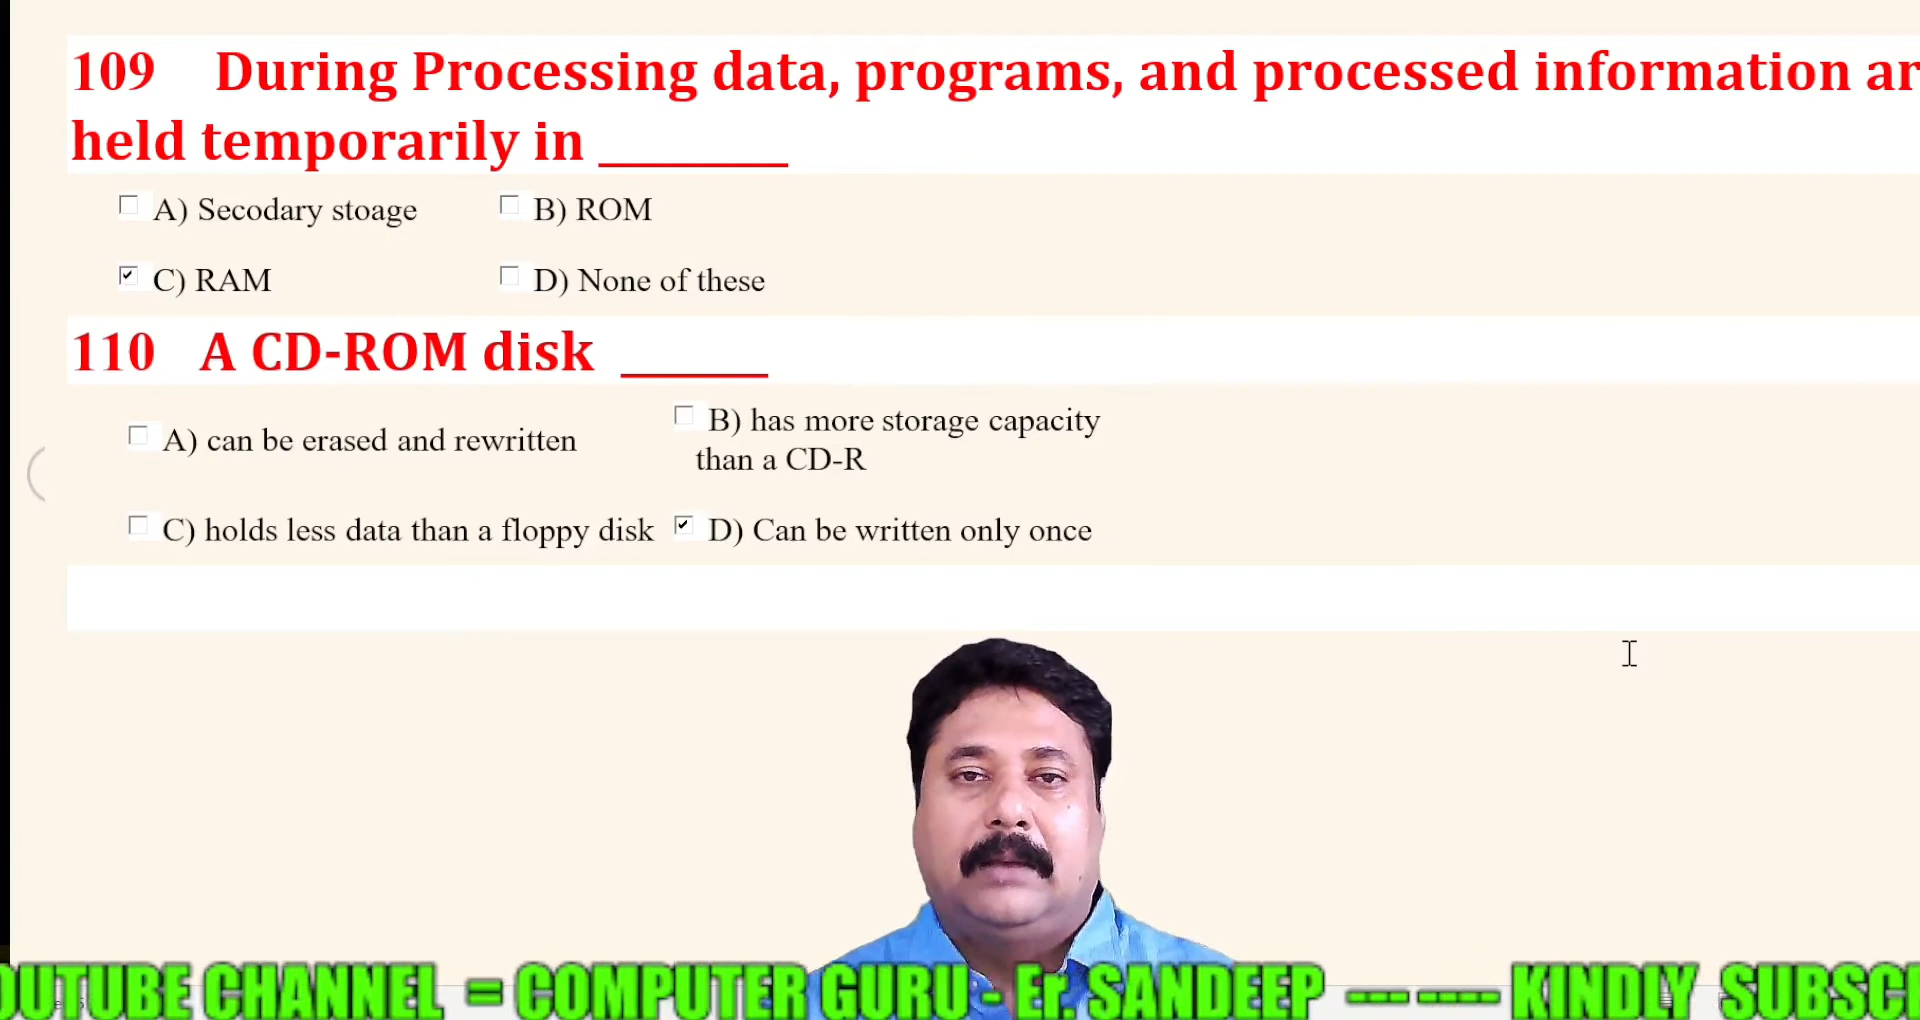 109 During Processing data, programs, and processed information ar
held temporarily in _______
A) Secodary stoage B) ROM
C) RAM D) None of these
110 A CD-ROM disk ______
A) can be erased and rewritten B) has more storage capacity
than a CD-R
C) holds less data than a floppy disk D) Can be written only once
OUTUBE CHANNEL = COMPUTER GURU - Er. SANDEEP --- ---- KINDLY SUBSC